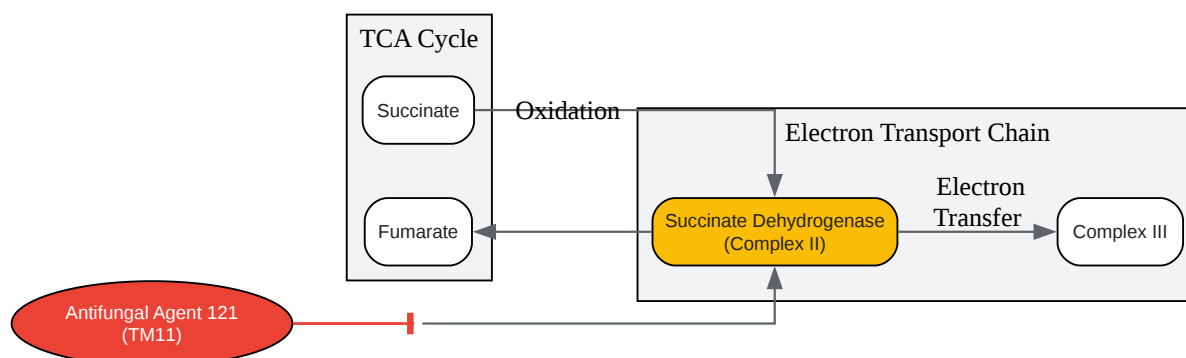 TCA Cycle
Succinate
Oxidation
Electron Transport Chain
Fumarate
Succinate Dehydrogenase
(Complex II)
Electron
Transfer
Complex III
Antifungal Agent 121
(TM11)